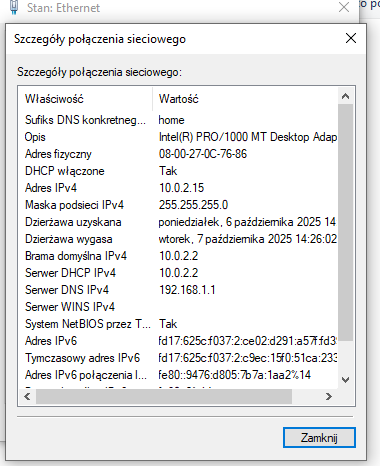 Stan: Ethernet
Szczegóły połączenia sieciowego
Szczegóły połączenia sieciowego:
Właściwość Wartość
Sufiks DNS konkretneg... home
Opis Intel(R) PRO/1000 MT Desktop Adap
Adres fizyczny 08-00-27-0C-76-86
DHCP włączone Tak
Adres IPv4 10.0.2.15
Maska podsieci IPv4 255.255.255.0
Dzierżawa uzyskana poniedziałek, 6 października 2025 14
Dzierżawa wygasa wtorek, 7 października 2025 14:26:02
Brama domyślna IPv4 10.0.2.2
Serwer DHCP IPv4 10.0.2.2
Serwer DNS IPv4 192.168.1.1
Serwer WINS IPv4
System NetBIOS przez T... Tak
Adres IPv6 fd17:625c:f037:2:ce02:d291:a57f:fd3
Tymczasowy adres IPv6 fd17:625c:f037:2:c9ec:15f0:51ca:233
Adres IPv6 połączenia l... fe80::9476:d805:7b7a:1aa2%14
Zamknij